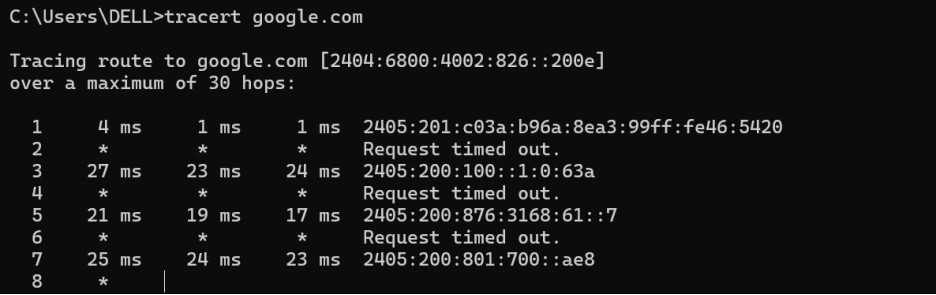 C:\Users\DELL>tracert google.com
Tracing route to google.com [2404:6800:4002:826::200e]
over a maximum of 30 hops:
1 4 ms 1 ms 1 ms 2405:201:c03a:b96a:8ea3:99ff:fe46:5420
2 * * * Request timed out.
3 27 ms 23 ms 24 ms 2405:200:100::1:0:63a
4 * * * Request timed out.
5 21 ms 19 ms 17 ms 2405:200:876:3168:61::7
6 * * * Request timed out.
7 25 ms 24 ms 23 ms 2405:200:801:700::ae8
8 *